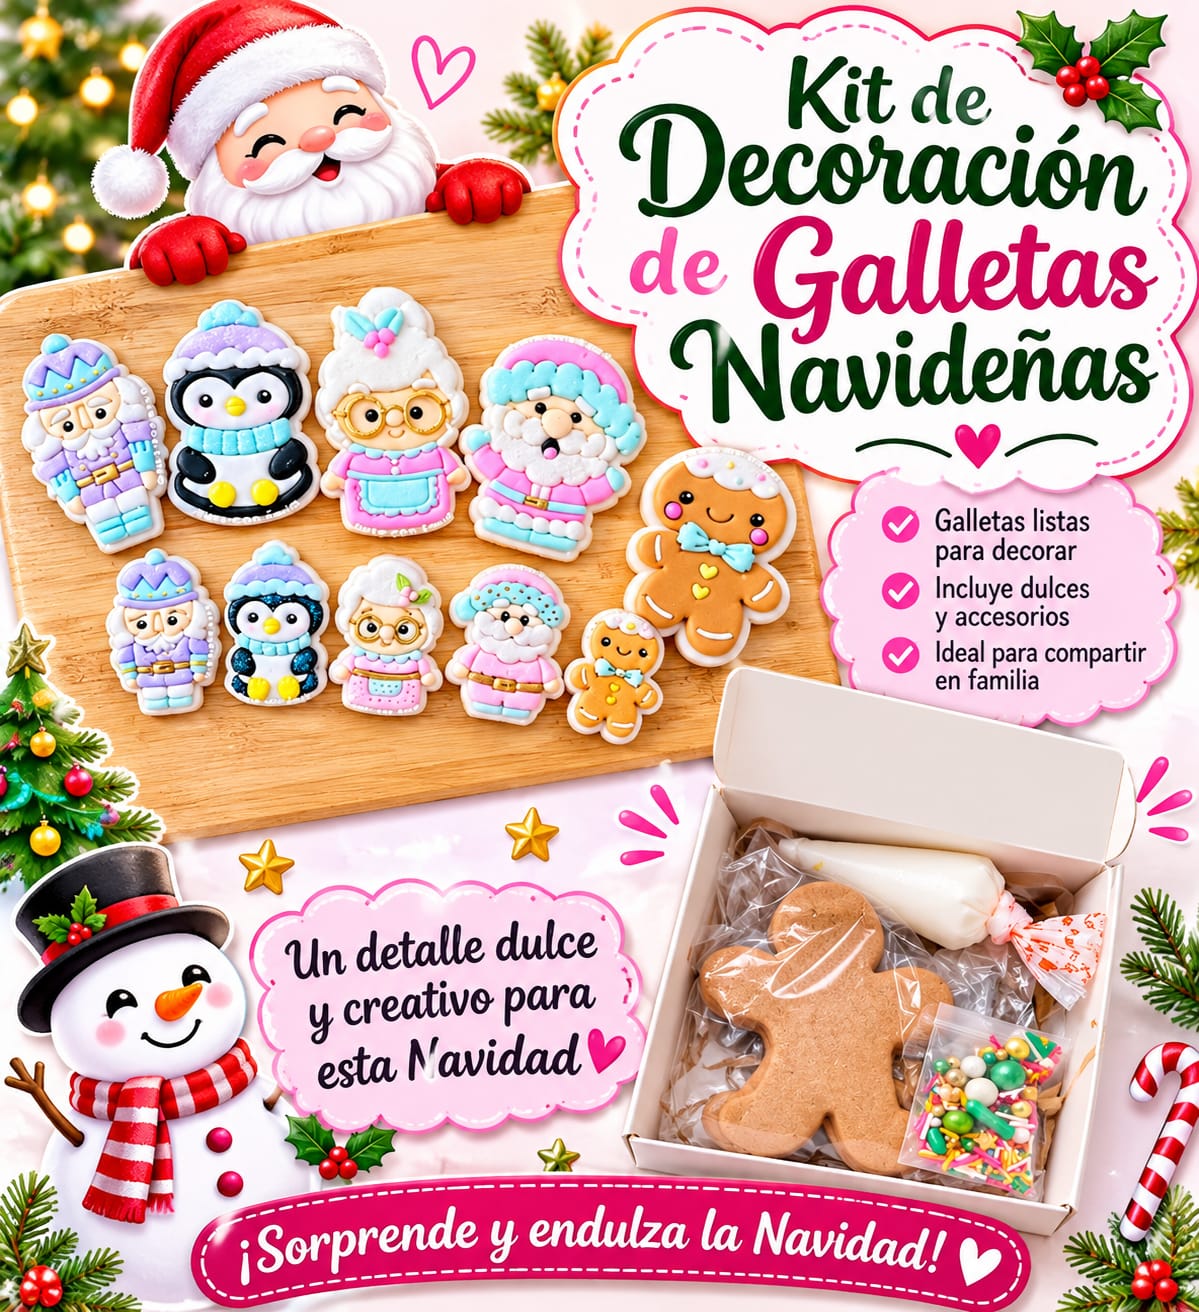 Kit de
Decoración
de Galletas
Navideñas
Galletas listas
para decorar
Incluye dulces
y accesorios
Ideal para compartir
en familia
Un detalle dulce
y creativo para
esta Navidad
¡Sorprende y endulza la Navidad!